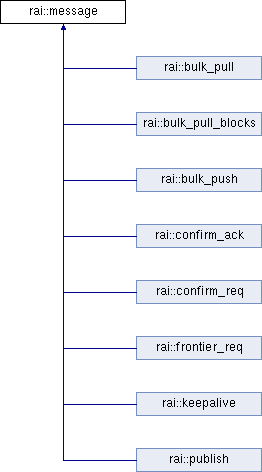 rai::message
rai::bulk_pull
rai::bulk_pull_blocks
rai::bulk_push
rai::confirm_ack
rai::confirm_req
rai::frontier_req
rai::keepalive
rai::publish